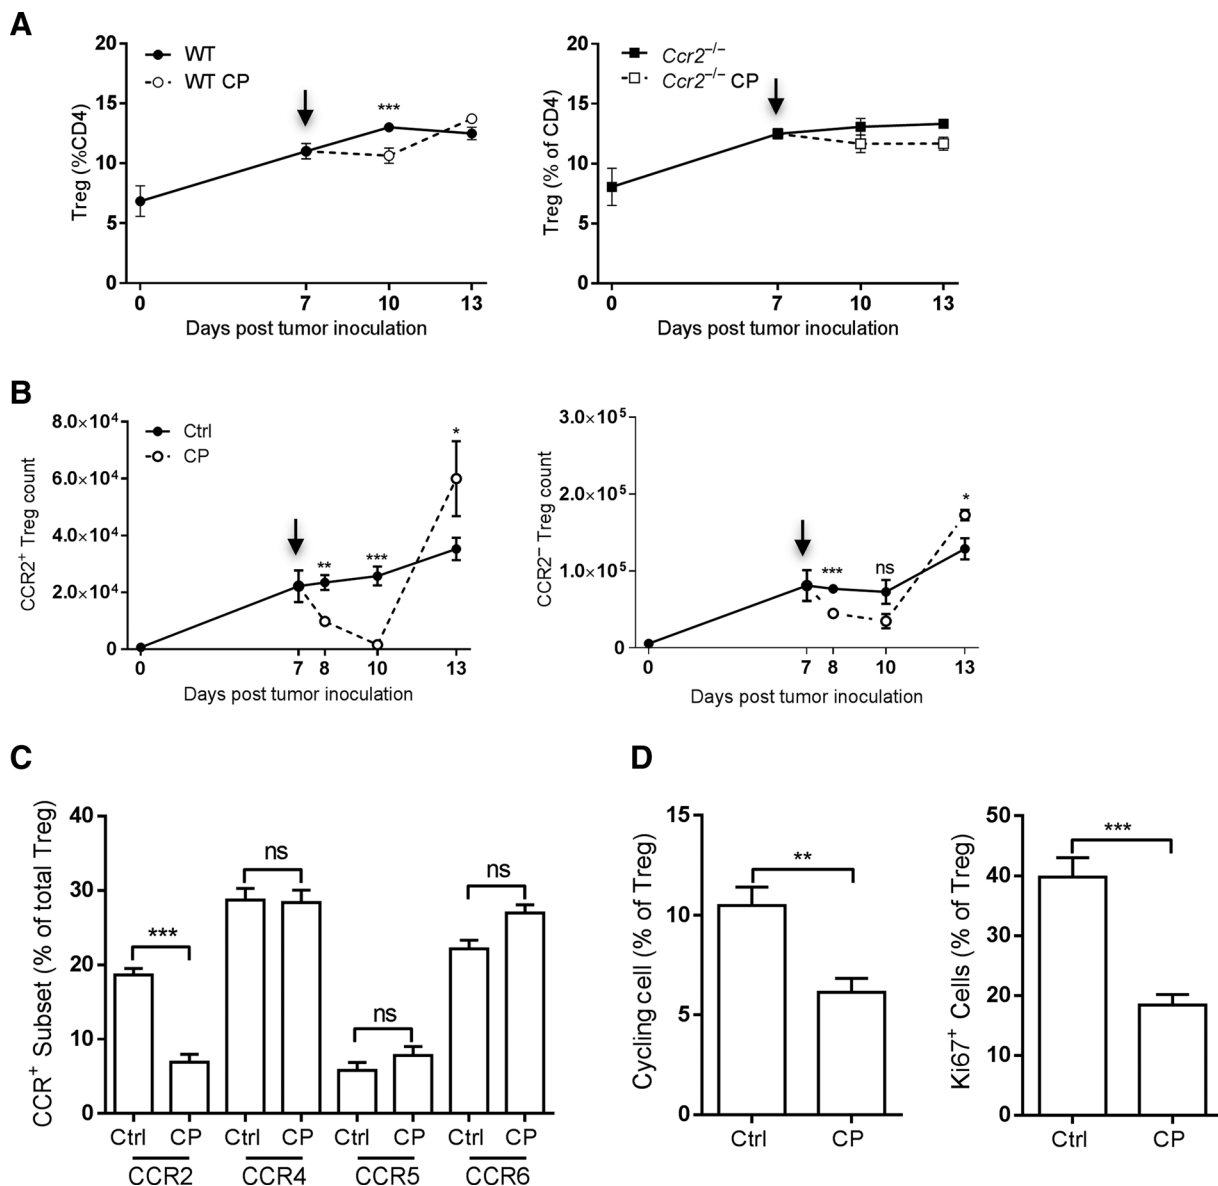 A
20
15
10
5
0
Treg (%CD4)
WT
WT CP
***
0 7 10 13
Days post tumor inoculation
20
15
10
5
0
Treg (% of CD4)
Ccr2⁻/⁻
Ccr2⁻/⁻ CP
0 7 10 13
Days post tumor inoculation
B
8.0×10⁴
6.0×10⁴
4.0×10⁴
2.0×10⁴
0
CCR2⁺ Treg count
Ctrl
CP
** *** *
0 7 8 10 13
Days post tumor inoculation
3.0×10⁵
2.0×10⁵
1.0×10⁵
0
CCR2⁻ Treg count
*** ns *
0 7 8 10 13
Days post tumor inoculation
C
40
30
20
10
0
CCR⁺ Subset (% of total Treg)
*** ns ns ns
Ctrl CP Ctrl CP Ctrl CP Ctrl CP
CCR2 CCR4 CCR5 CCR6
D
15
10
5
0
Cycling cell (% of Treg)
**
Ctrl CP
50
40
30
20
10
0
Ki67⁺ Cells (% of Treg)
***
Ctrl CP